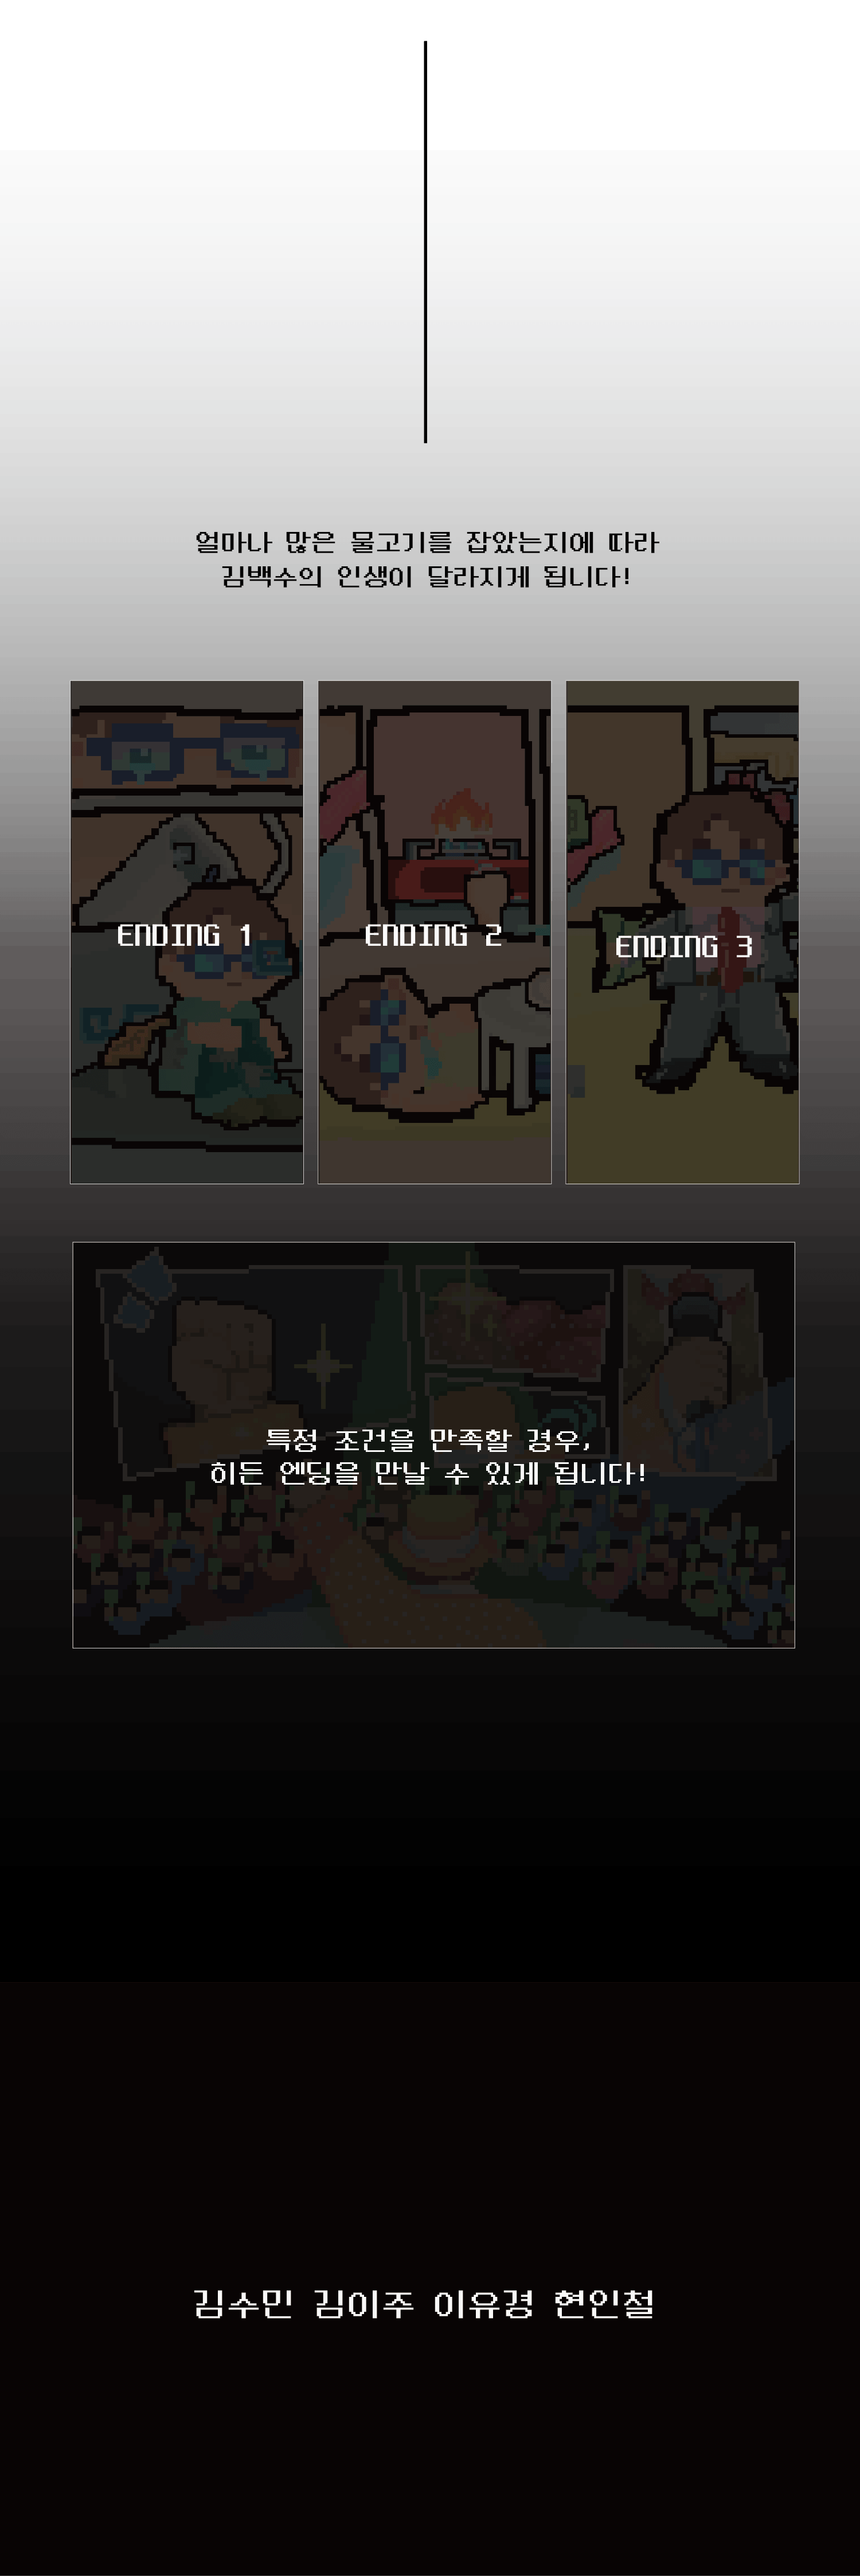 얼마나 많은 물고기를 잡았는지에 따라
김백수의 인생이 달라지게 됩니다!
ENDING 1
ENDING 2
ENDING 3
특정 조건을 만족할 경우,
히든 엔딩을 만날 수 있게 됩니다!
김수민 김이주 이유경 현인철